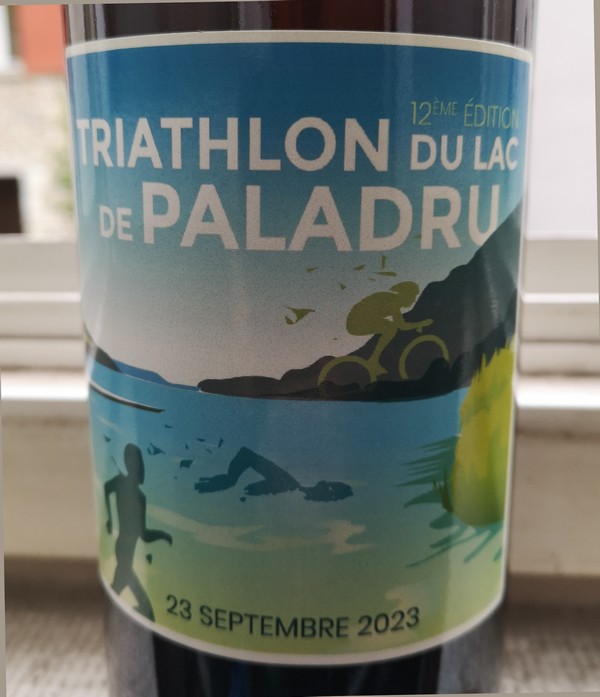 12ÈME ÉDITION
TRIATHLON DU LAC
DE PALADRU
23 SEPTEMBRE 2023